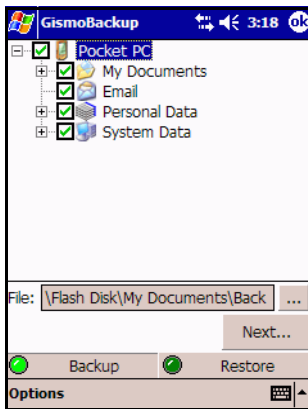 GismoBackup 3:18 ok
Pocket PC
My Documents
Email
Personal Data
System Data
File: \Flash Disk\My Documents\Back ...
Next...
Backup Restore
Options